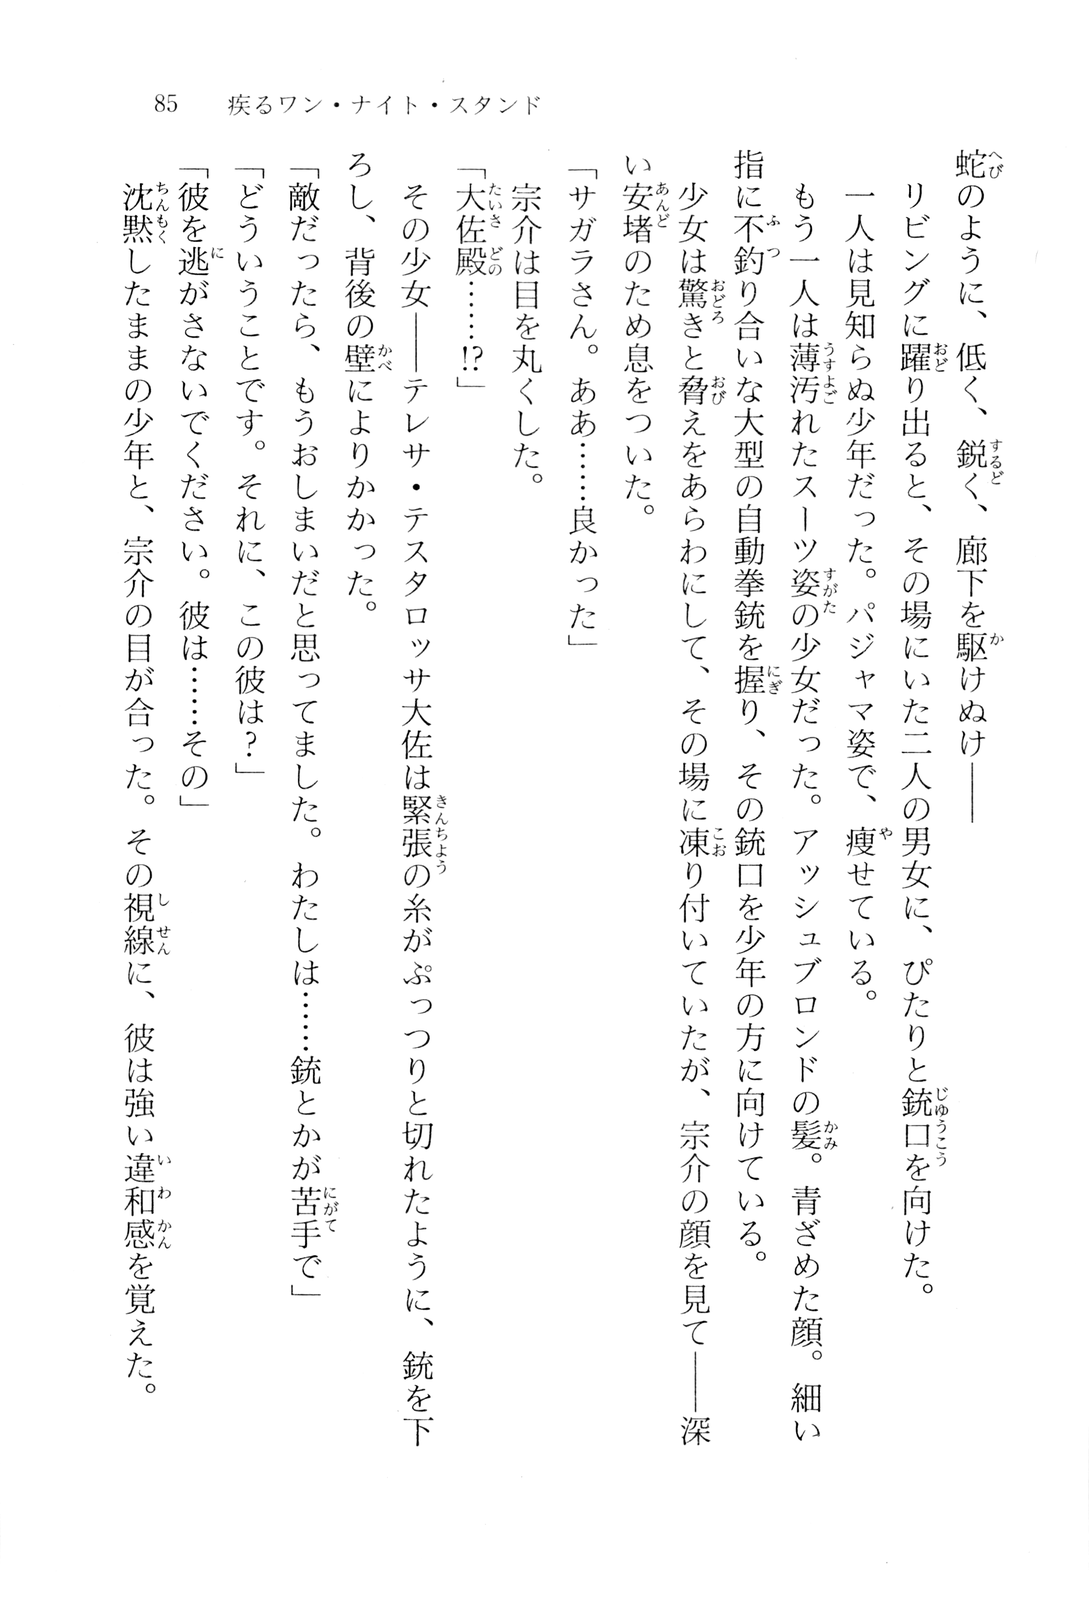 85　疾るワン・ナイト・スタンド
蛇のように、低く、鋭く、廊下を駆けぬけ――
　リビングに躍り出ると、その場にいた二人の男女に、ぴたりと銃口を向けた。
　一人は見知らぬ少年だった。パジャマ姿で、痩せている。
　もう一人は薄汚れたスーツ姿の少女だった。アッシュブロンドの髪。青ざめた顔。細い
指に不釣り合いな大型の自動拳銃を握り、その銃口を少年の方に向けている。
　少女は驚きと脅えをあらわにして、その場に凍り付いていたが、宗介の顔を見て――深
い安堵のため息をついた。
「サガラさん。ああ……良かった」
　宗介は目を丸くした。
「大佐殿……!?」
　その少女――テレサ・テスタロッサ大佐は緊張の糸がぷっつりと切れたように、銃を下
ろし、背後の壁によりかかった。
「敵だったら、もうおしまいだと思ってました。わたしは……銃とかが苦手で」
「どういうことです。それに、この彼は?」
「彼を逃がさないでください。彼は……その」
　沈黙したままの少年と、宗介の目が合った。その視線に、彼は強い違和感を覚えた。